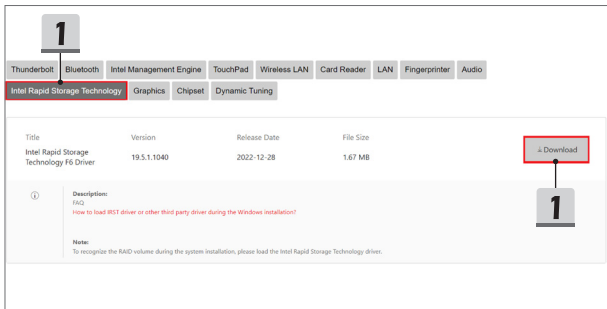 1
Thunderbolt Bluetooth Intel Management Engine TouchPad Wireless LAN Card Reader LAN Fingerprinter Audio
Intel Rapid Storage Technology Graphics Chipset Dynamic Tuning
Title Version Release Date File Size
Intel Rapid Storage
Technology F6 Driver 19.5.1.1040 2022-12-28 1.67 MB
Download
1
Description:
FAQ
How to load IRST driver or other third party driver during the Windows installation?
Note:
To recognize the RAID volume during the system installation, please load the Intel Rapid Storage Technology driver.